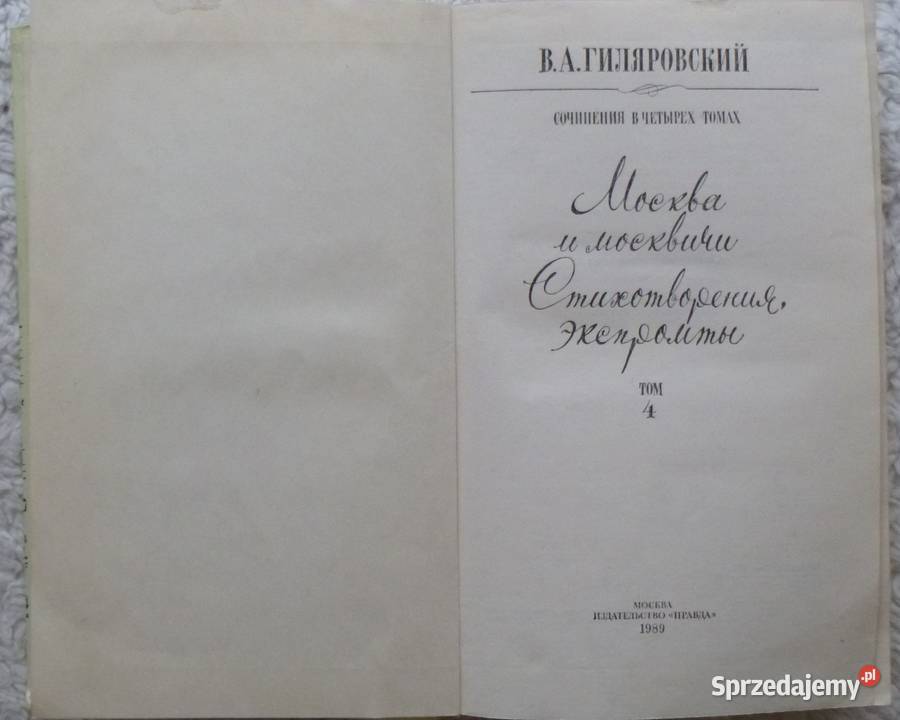 В.А.ГИЛЯРОВСКИЙ
СОЧИНЕНИЯ В ЧЕТЫРЕХ ТОМАХ
Москва
и москвичи
Стихотворения,
экспромты
ТОМ
4
МОСКВА
ИЗДАТЕЛЬСТВО «ПРАВДА»
1989
Sprzedajemy.pl